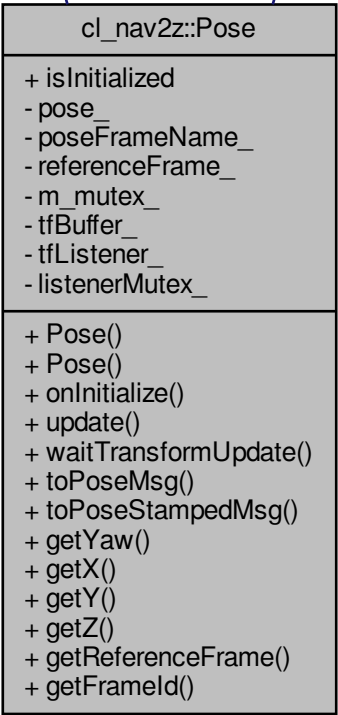 cl_nav2z::Pose
+ isInitialized
- pose_
- poseFrameName_
- referenceFrame_
- m_mutex_
- tfBuffer_
- tfListener_
- listenerMutex_
+ Pose()
+ Pose()
+ onInitialize()
+ update()
+ waitTransformUpdate()
+ toPoseMsg()
+ toPoseStampedMsg()
+ getYaw()
+ getX()
+ getY()
+ getZ()
+ getReferenceFrame()
+ getFrameId()